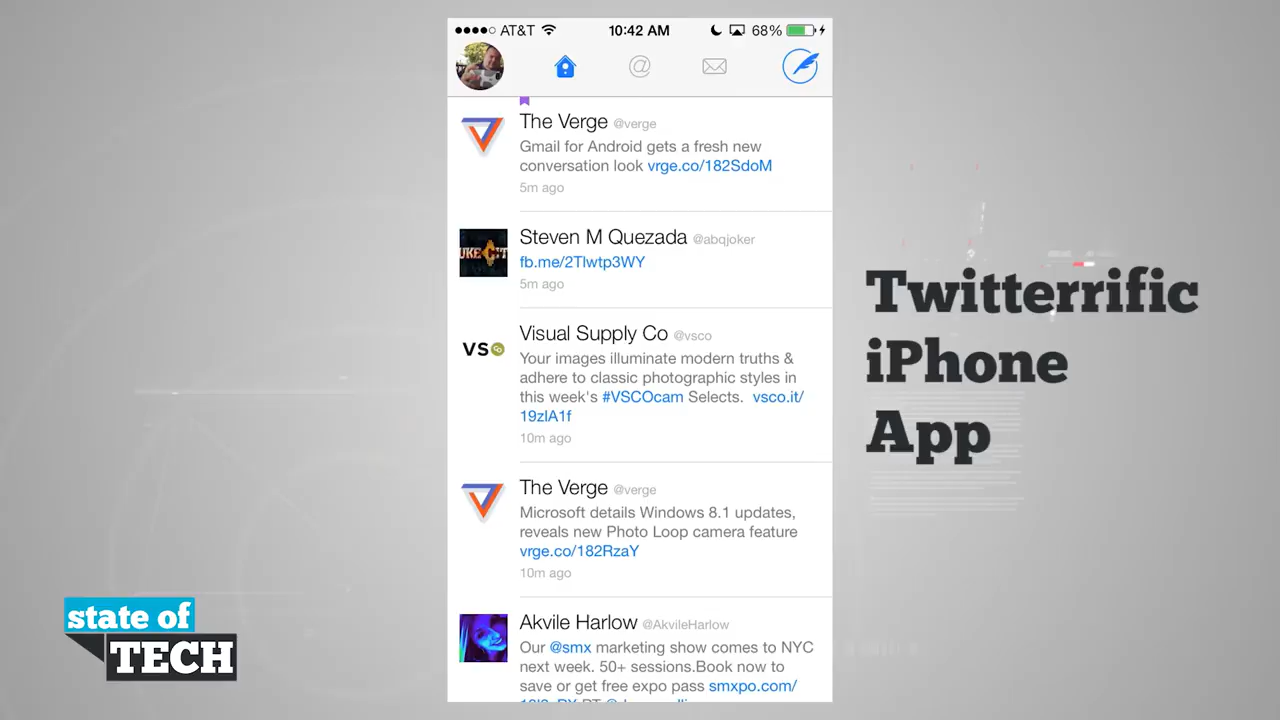 AT&T 10:42 AM 68%
@
The Verge @verge
Gmail for Android gets a fresh new
conversation look vrge.co/182SdoM
5m ago
Steven M Quezada @abqjoker
fb.me/2Tlwtp3WY
5m ago
VS
Visual Supply Co @vsco
Your images illuminate modern truths &
adhere to classic photographic styles in
this week's #VSCOcam Selects. vsco.it/
19zlA1f
10m ago
The Verge @verge
Microsoft details Windows 8.1 updates,
reveals new Photo Loop camera feature
vrge.co/182RzaY
10m ago
Akvile Harlow @AkvileHarlow
Our @smx marketing show comes to NYC
next week. 50+ sessions.Book now to
save or get free expo pass smxpo.com/
Twitterrific
iPhone
App
state of
TECH